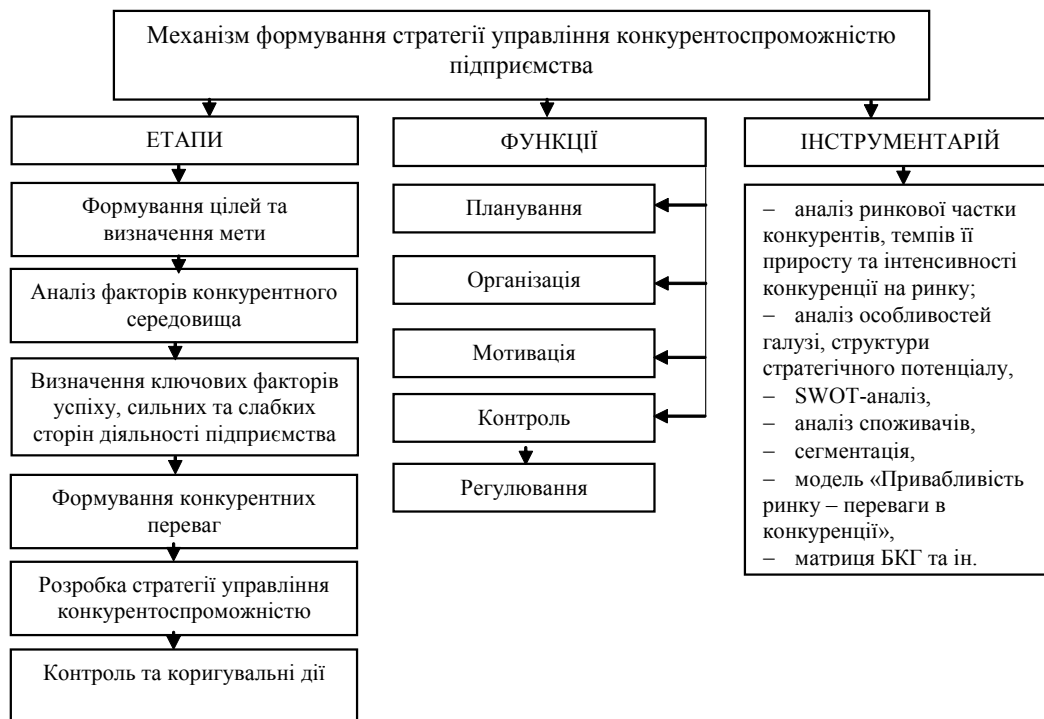 Механізм формування стратегії управління конкурентоспроможністю
підприємства
ЕТАПИ
Формування цілей та
визначення мети
Аналіз факторів конкурентного
середовища
Визначення ключових факторів
успіху, сильних та слабких
сторін діяльності підприємства
Формування конкурентних
переваг
Розробка стратегії управління
конкурентоспроможністю
Контроль та коригувальні дії
ФУНКЦІЇ
Планування
Організація
Мотивація
Контроль
Регулювання
ІНСТРУМЕНТАРІЙ
– аналіз ринкової частки
конкурентів, темпів її
приросту та інтенсивності
конкуренції на ринку;
– аналіз особливостей
галузі, структури
стратегічного потенціалу,
– SWOT-аналіз,
– аналіз споживачів,
– сегментація,
– модель «Привабливість
ринку – переваги в
конкуренції»,
– матриця БКГ та ін.